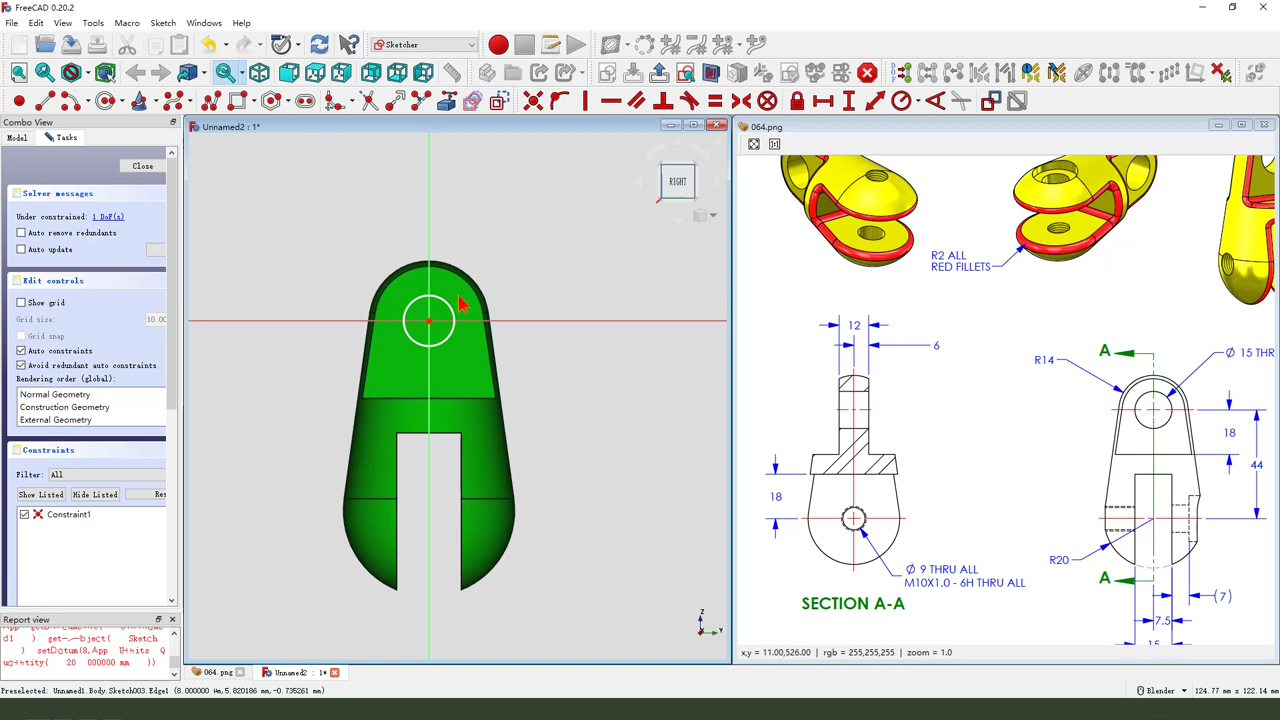 FreeCAD 0.20.2
File Edit View Tools Macro Sketch Windows Help
Sketcher
Combo View
Model Tasks
Close
Solver messages
Under constrained: 1 DoF(s)
Auto remove redundants
Auto update
Edit controls
Show grid
Grid size: 10.00
Grid snap
Auto constraints
Avoid redundant auto constraints
Rendering order (global):
Normal Geometry
Construction Geometry
External Geometry
Constraints
Filter: All
Show Listed Hide Listed Res
Constraint1
Report view
Unnamed2 : 1*
RIGHT
Z
Y
064.png
R2 ALL
RED FILLETS
12
6
18
Ø 9 THRU ALL
M10X1.0 - 6H THRU ALL
SECTION A-A
A
R14
Ø 15 THR
18
44
R20
A
(7)
7.5
15
x,y = 11.00,526.00 | rgb = 255,255,255 | zoom = 1.0
064.png Unnamed2 : 1*
Blender 124.77 mm x 122.14 mm